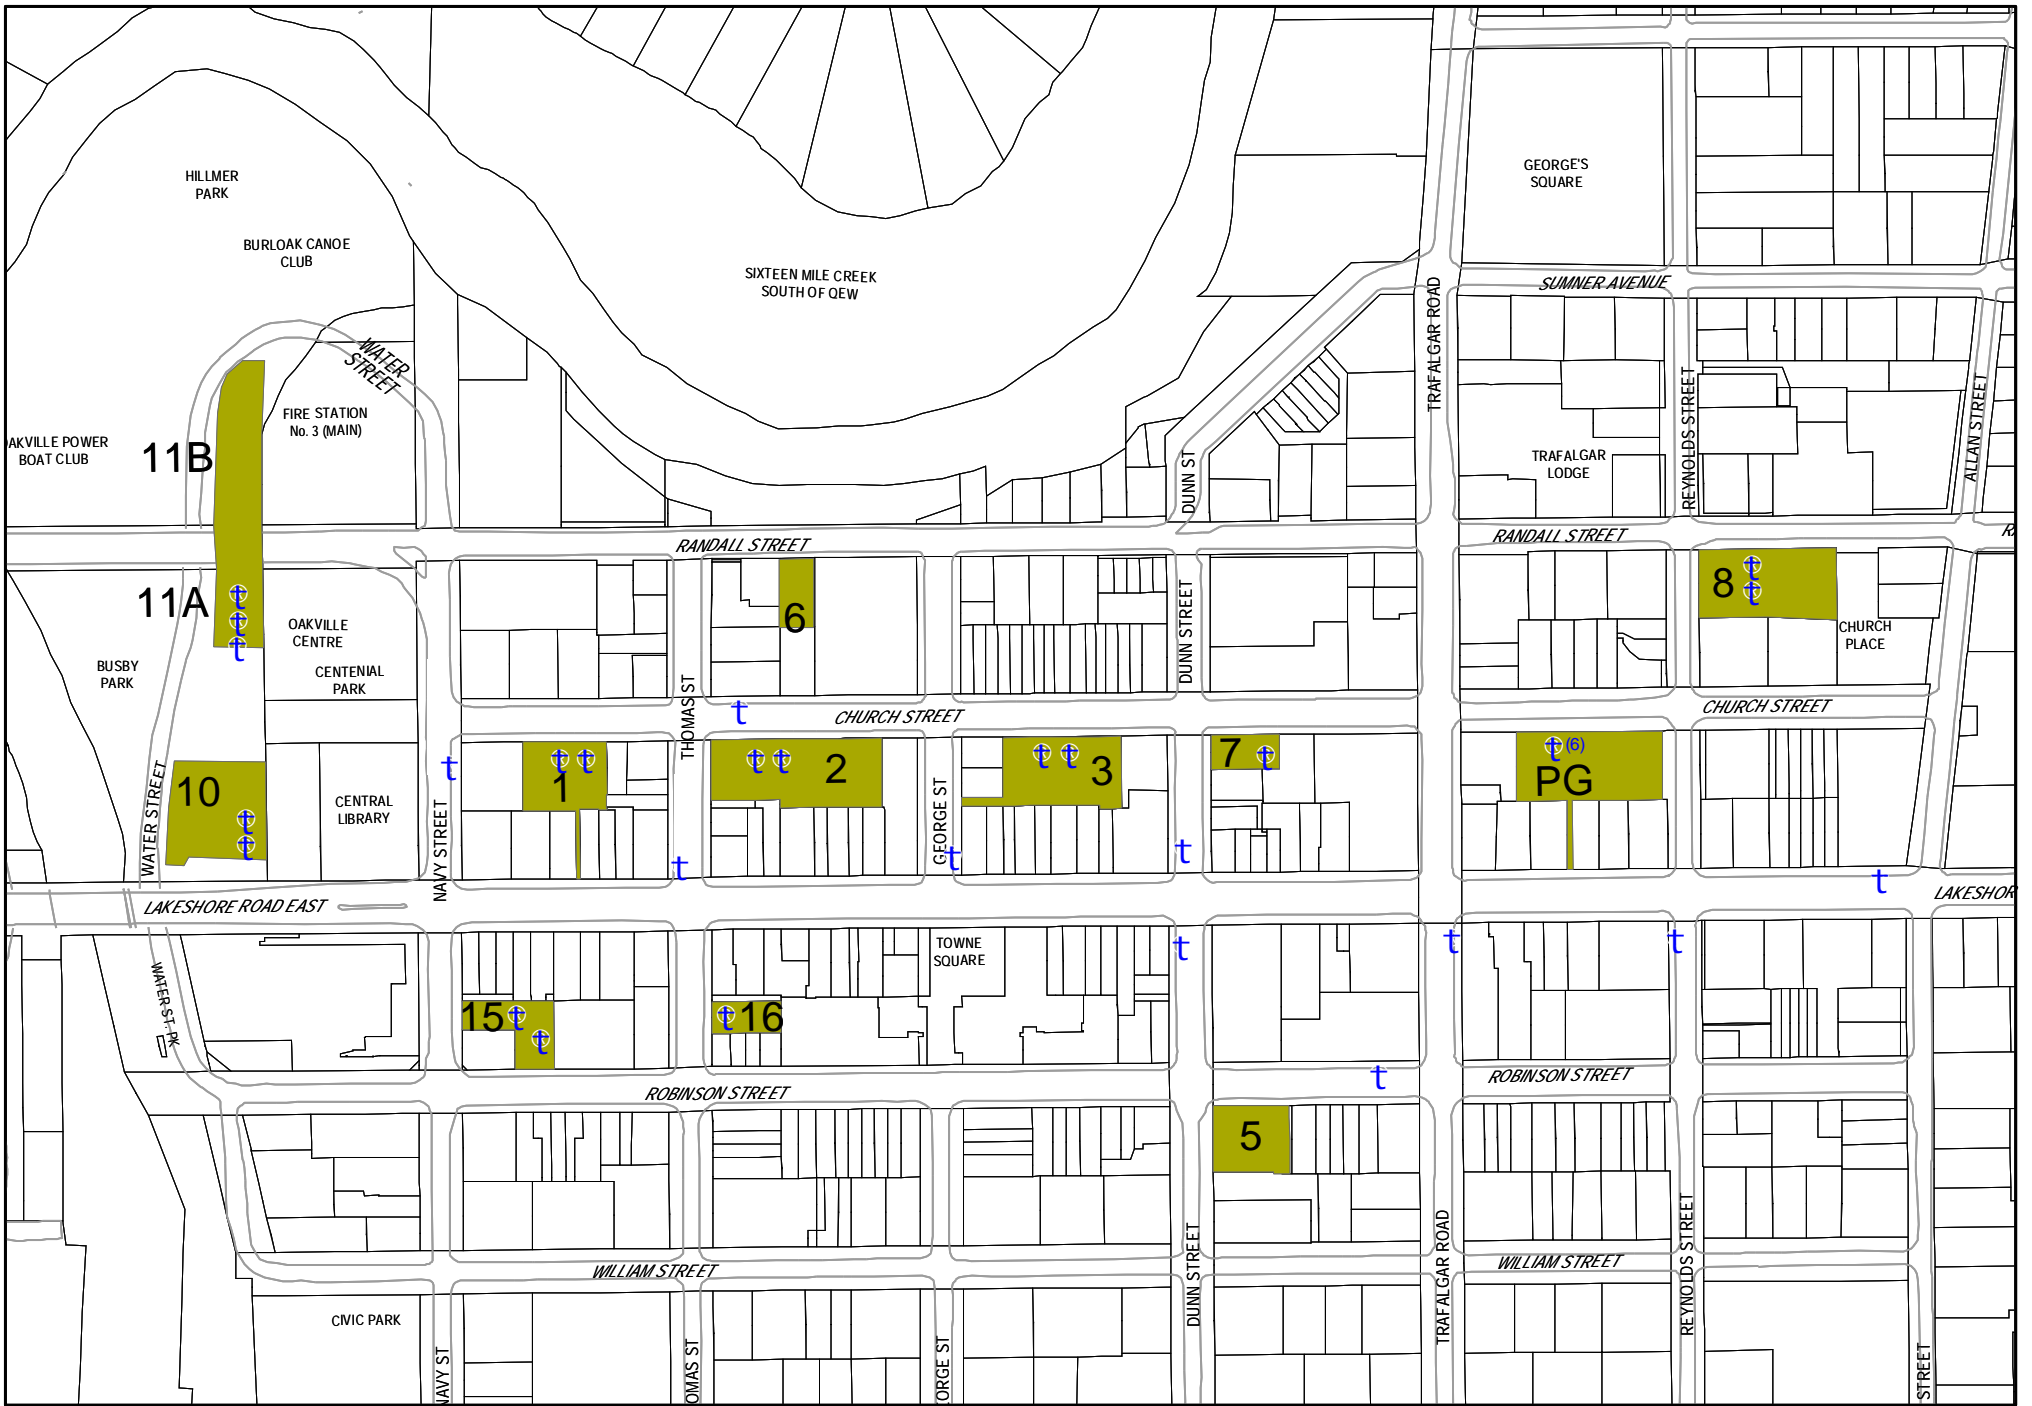 HILLMER
PARK
GEORGE'S
SQUARE
BURLOAK CANOE
CLUB
SIXTEEN MILE CREEK
SOUTH OF QEW
SUMNER AVENUE
TRAFALGAR ROAD
WATER
STREET
FIRE STATION
No. 3 (MAIN)
REYNOLDS STREET
ALLAN STREET
AKVILLE POWER
BOAT CLUB
11B
TRAFALGAR
LODGE
DUNN ST
RANDALL STREET
RANDALL STREET
R
11A
t
t
t
OAKVILLE
CENTRE
6
DUNN STREET
8
t
t
CHURCH
PLACE
BUSBY
PARK
CENTENIAL
PARK
THOMAS ST
t
CHURCH STREET
CHURCH STREET
t
t t
1
t t
2
t t
3
7
t
t (6)
PG
10
t
t
CENTRAL
LIBRARY
WATER STREET
NAVY STREET
t
GEORGE ST
t
t
t
LAKESHORE ROAD EAST
LAKESHOR
TOWNE
SQUARE
t
t
t
WATER ST. PK
15
t
t
t
16
t
ROBINSON STREET
ROBINSON STREET
5
DUNN STREET
TRAFALGAR ROAD
REYNOLDS STREET
WILLIAM STREET
WILLIAM STREET
CIVIC PARK
NAVY ST
OMAS ST
ORGE ST
STREET